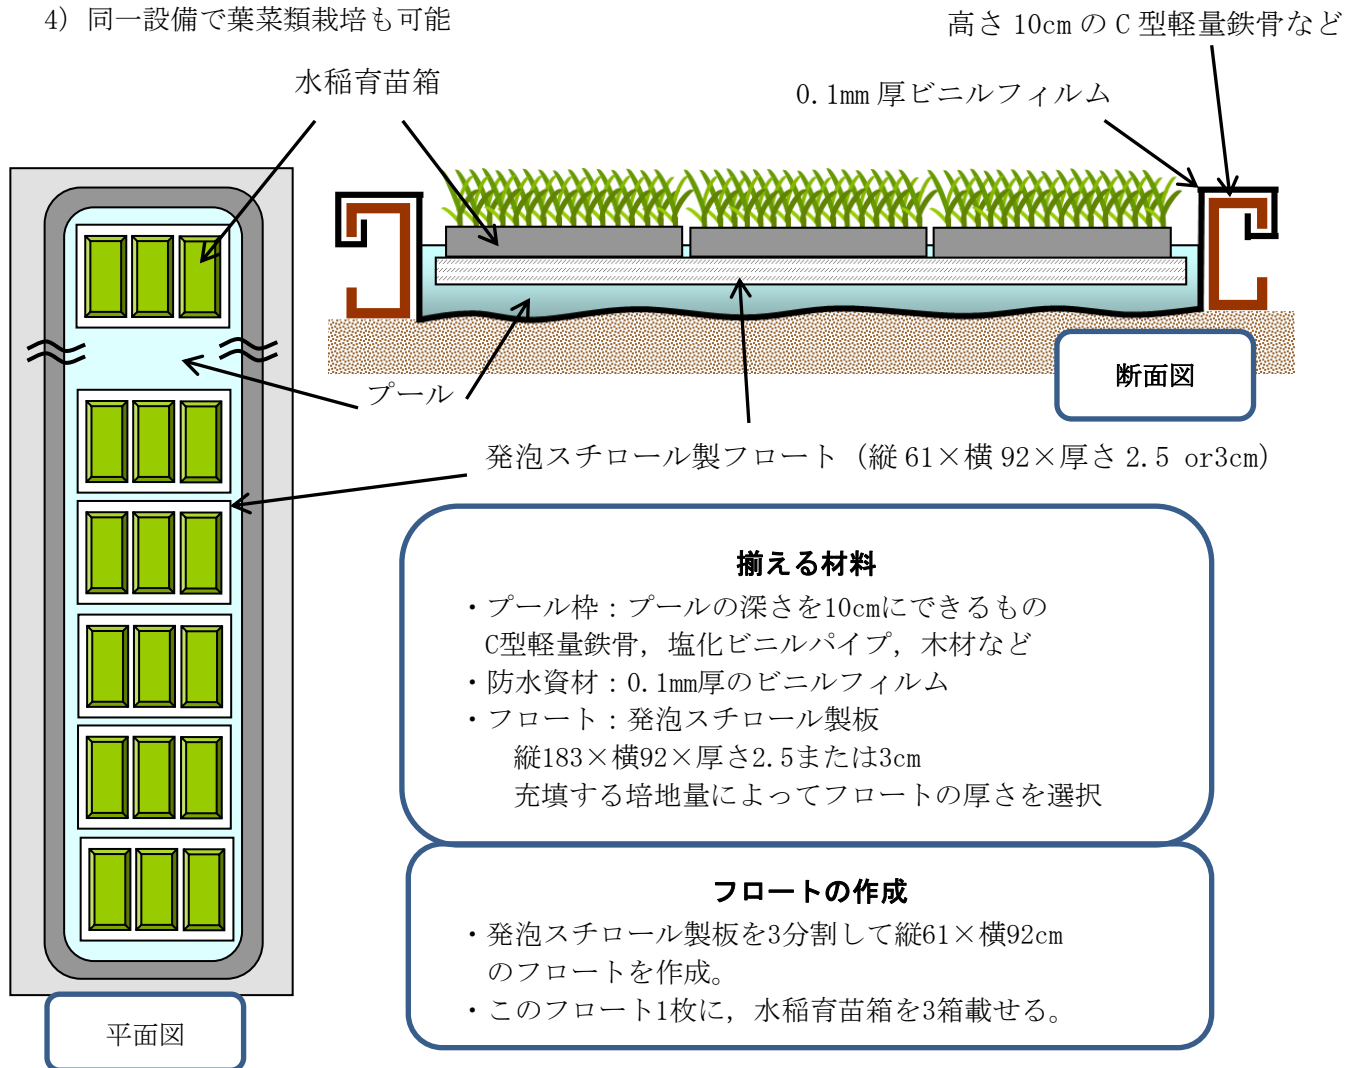 4) 同一設備で葉菜類栽培も可能
高さ 10cm の C 型軽量鉄骨など
水稲育苗箱
0.1mm 厚ビニルフィルム
断面図
プール
発泡スチロール製フロート（縦 61×横 92×厚さ 2.5 or3cm）
揃える材料
・プール枠：プールの深さを10cmにできるもの
C型軽量鉄骨，塩化ビニルパイプ，木材など
・防水資材：0.1mm厚のビニルフィルム
・フロート：発泡スチロール製板
縦183×横92×厚さ2.5または3cm
充填する培地量によってフロートの厚さを選択
フロートの作成
・発泡スチロール製板を3分割して縦61×横92cm
のフロートを作成。
・このフロート1枚に，水稲育苗箱を3箱載せる。
平面図